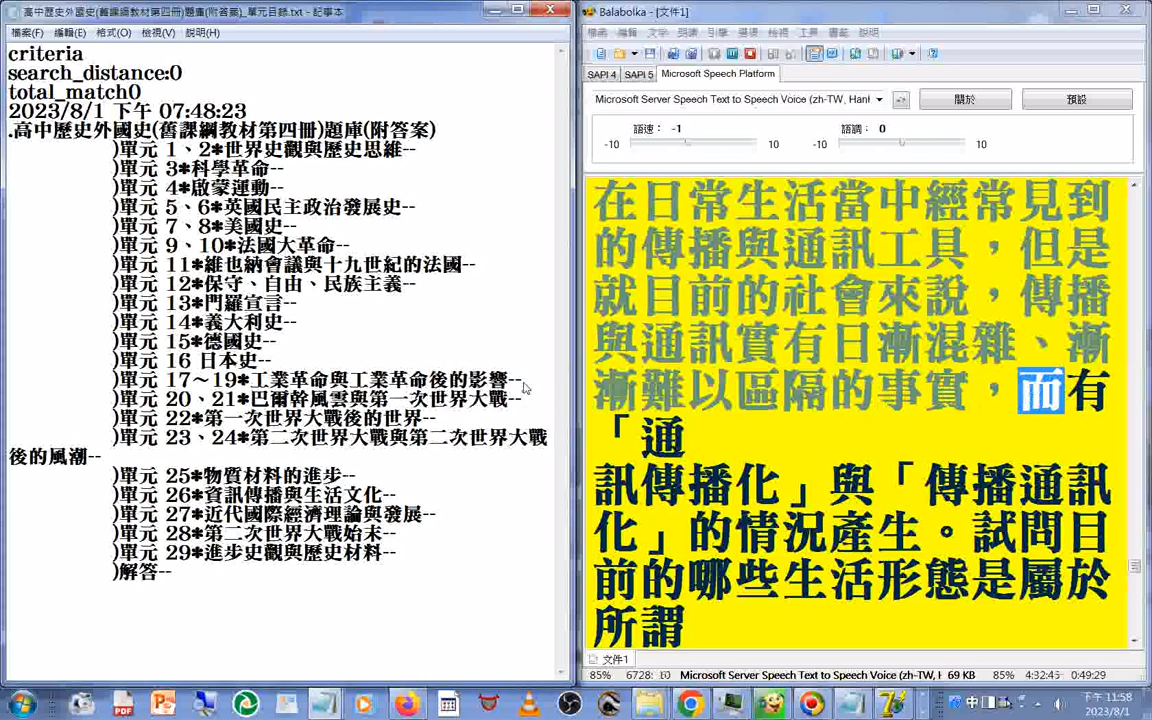 高中歷史外國史(舊課綱教材第四冊)題庫(附答案)_單元目錄.txt - 記事本
檔案(F) 編輯(E) 格式(O) 檢視(V) 說明(H)
criteria
search_distance:0
total_match0
2023/8/1 下午 07:48:23
.高中歷史外國史(舊課綱教材第四冊)題庫(附答案)
)單元 1、2*世界史觀與歷史思維--
)單元 3*科學革命--
)單元 4*啟蒙運動--
)單元 5、6*英國民主政治發展史--
)單元 7、8*美國史--
)單元 9、10*法國大革命--
)單元 11*維也納會議與十九世紀的法國--
)單元 12*保守、自由、民族主義--
)單元 13*門羅宣言--
)單元 14*義大利史--
)單元 15*德國史--
)單元 16 日本史--
)單元 17～19*工業革命與工業革命後的影響--
)單元 20、21*巴爾幹風雲與第一次世界大戰--
)單元 22*第一次世界大戰後的世界--
)單元 23、24*第二次世界大戰與第二次世界大戰
後的風潮--
)單元 25*物質材料的進步--
)單元 26*資訊傳播與生活文化--
)單元 27*近代國際經濟理論與發展--
)單元 28*第二次世界大戰始末--
)單元 29*進步史觀與歷史材料--
)解答--
Balabolka - [文件1]
檔案 編輯 文字 朗讀 引擎 選項 檢視 工具 書籤 說明
SAPI 4 SAPI 5 Microsoft Speech Platform
Microsoft Server Speech Text to Speech Voice (zh-TW, Hanl
關於 預設
語速： -1 語調： 0
-10 10 -10 10
在日常生活當中經常見到
的傳播與通訊工具，但是
就目前的社會來說，傳播
與通訊實有日漸混雜、漸
漸難以區隔的事實，而有
「通
訊傳播化」與「傳播通訊
化」的情況產生。試問目
前的哪些生活形態是屬於
所謂
文件1
85% 6728: Microsoft Server Speech Text to Speech Voice (zh-TW, H 69 KB 85% 4:32:43 0:49:29
中
下午 11:58
2023/8/1